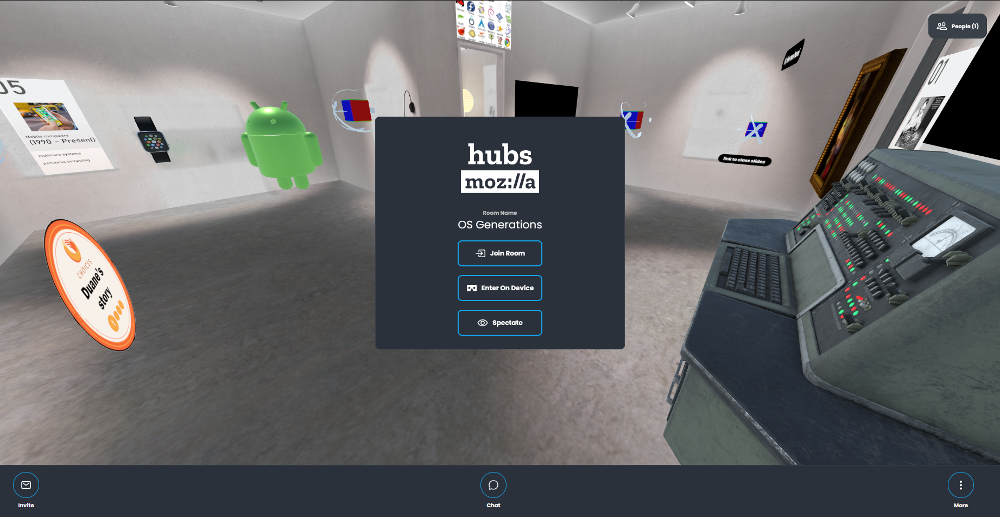 People (1)
05
Mobile computers
(1990 - Present)
multicore systems
pervasive computing
01
link to class slides
hubs
moz://a
Room Name
OS Generations
Join Room
Enter On Device
Spectate
CHOICES
Duane's
story
Invite
Chat
More